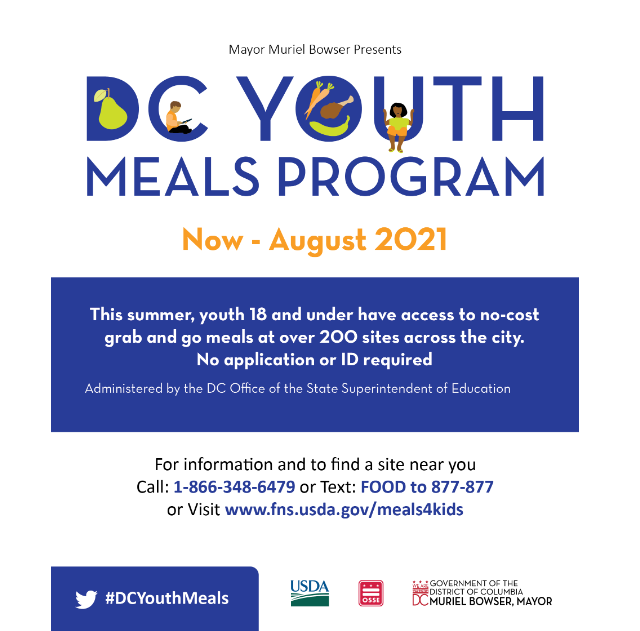 Mayor Muriel Bowser Presents
DC YOUTH
MEALS PROGRAM
Now - August 2021
This summer, youth 18 and under have access to no-cost
grab and go meals at over 200 sites across the city.
No application or ID required
Administered by the DC Office of the State Superintendent of Education
For information and to find a site near you
Call: 1-866-348-6479 or Text: FOOD to 877-877
or Visit www.fns.usda.gov/meals4kids
#DCYouthMeals
USDA
OSSE
WE ARE
DC
GOVERNMENT OF THE
DISTRICT OF COLUMBIA
MURIEL BOWSER, MAYOR